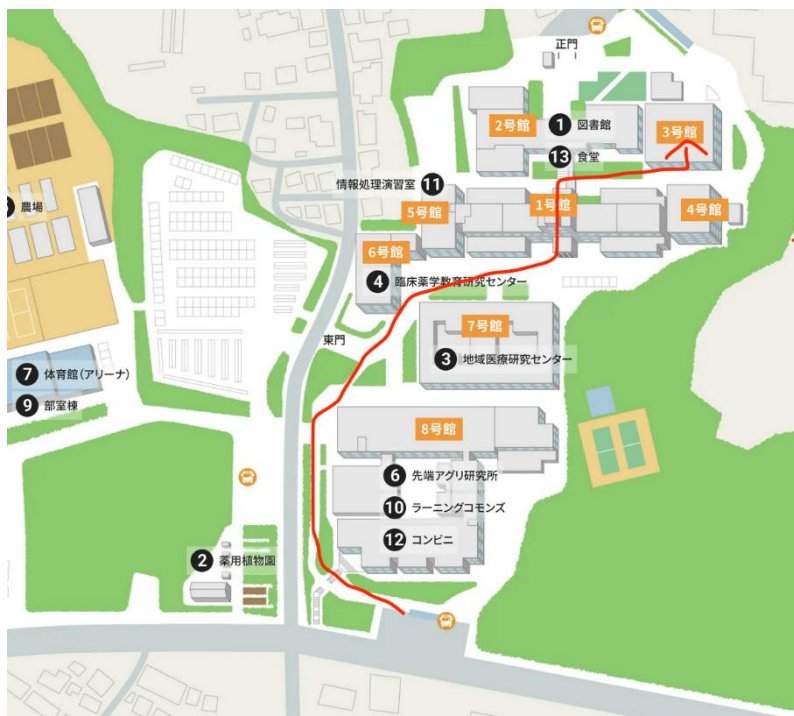 正門
2号館
1 図書館
3号館
13 食堂
情報処理演習室 11
5号館
1号館
4号館
農場
6号館
4 臨床薬学教育研究センター
7号館
東門
3 地域医療研究センター
7 体育館(アリーナ)
9 部室棟
8号館
6 先端アグリ研究所
10 ラーニングコモンズ
12 コンビニ
2 薬用植物園